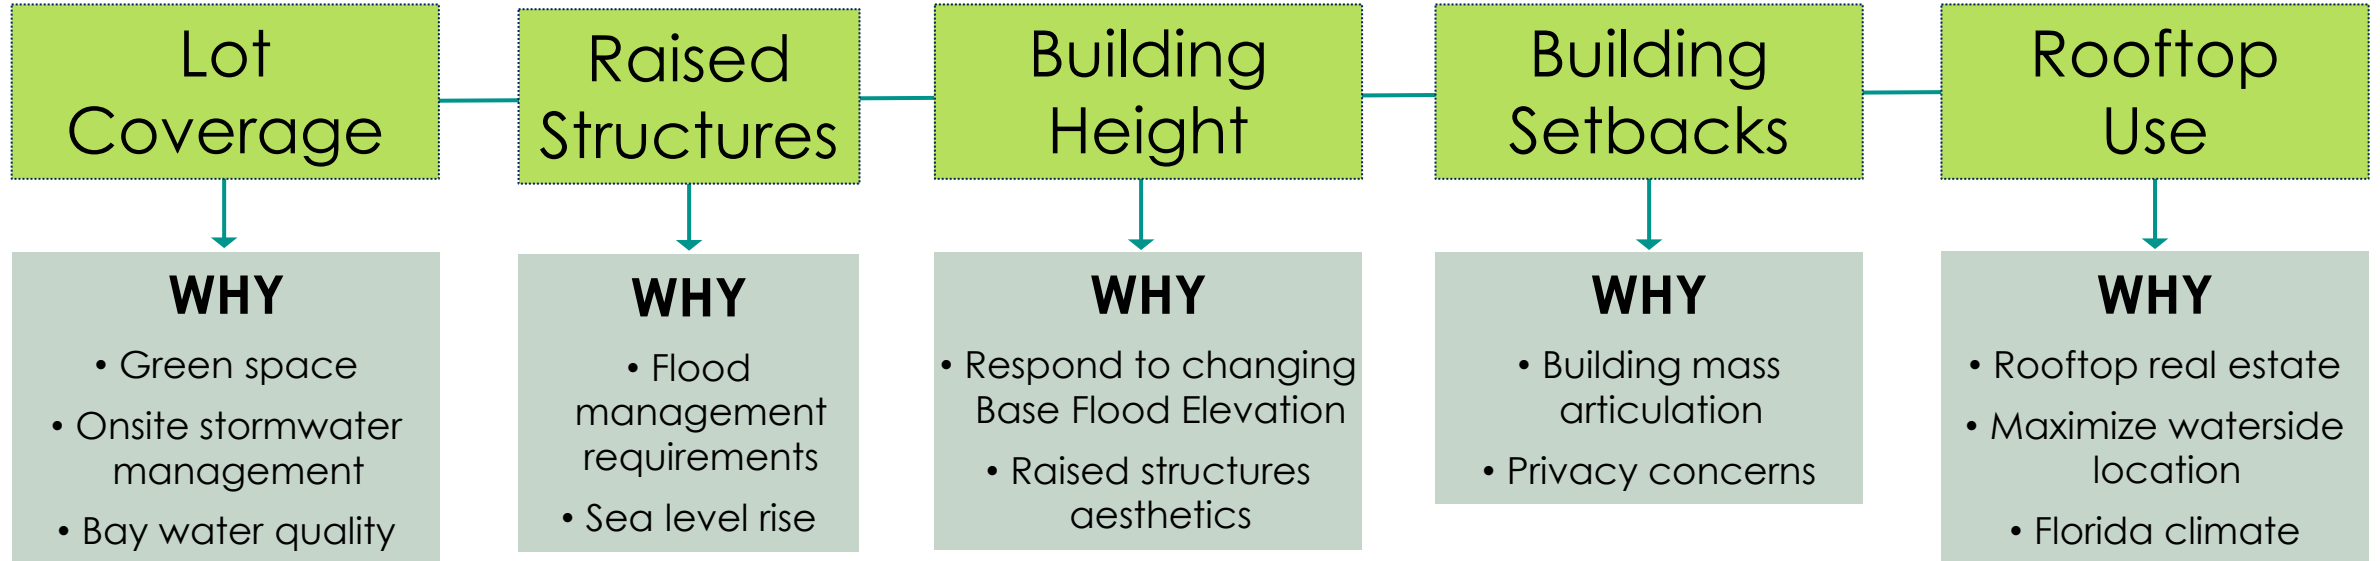 Lot
Coverage
Raised
Structures
Building
Height
Building
Setbacks
Rooftop
Use
WHY
• Green space
• Onsite stormwater
management
• Bay water quality
WHY
• Flood
management
requirements
• Sea level rise
WHY
• Respond to changing
Base Flood Elevation
• Raised structures
aesthetics
WHY
• Building mass
articulation
• Privacy concerns
WHY
• Rooftop real estate
• Maximize waterside
location
• Florida climate